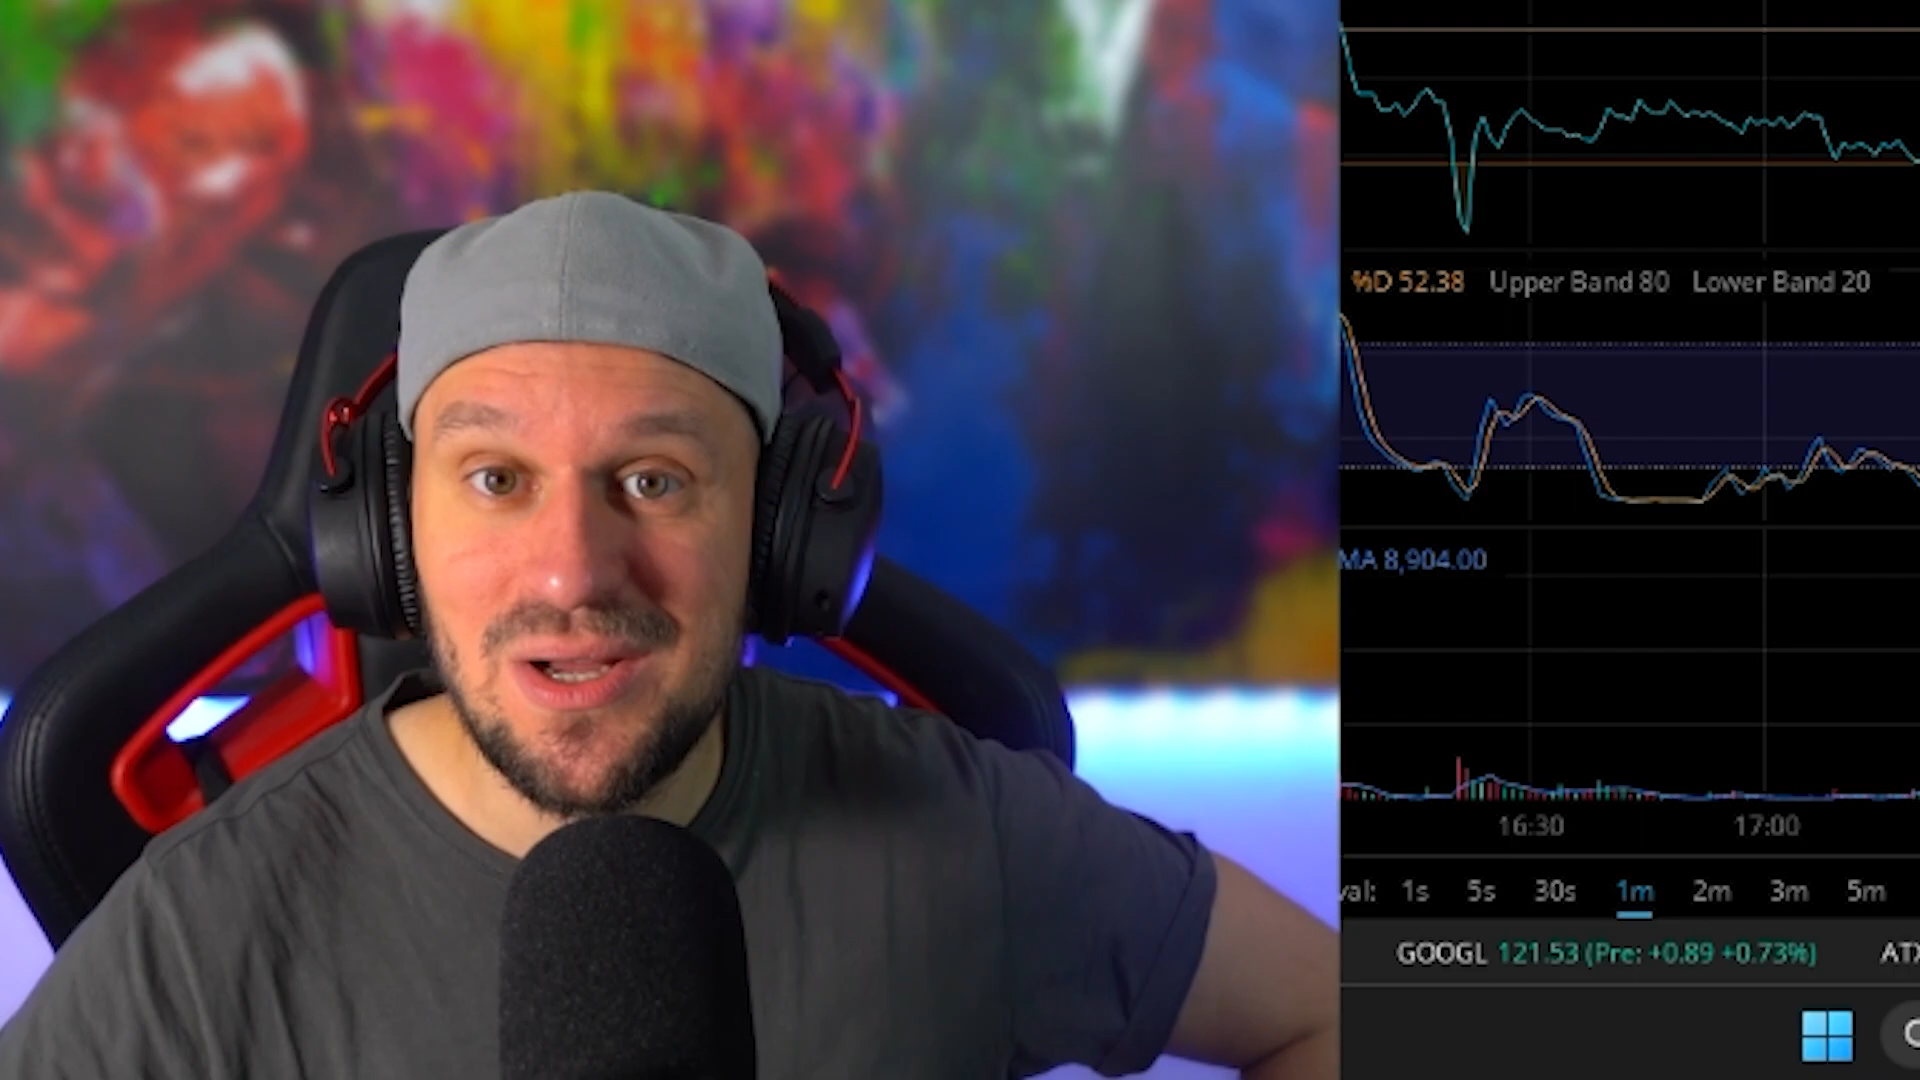 %D 52.38 Upper Band 80 Lower Band 20
MA 8,904.00
16:30 17:00
val: 1s 5s 30s 1m 2m 3m 5m
GOOGL 121.53 (Pre: +0.89 +0.73%) ATX